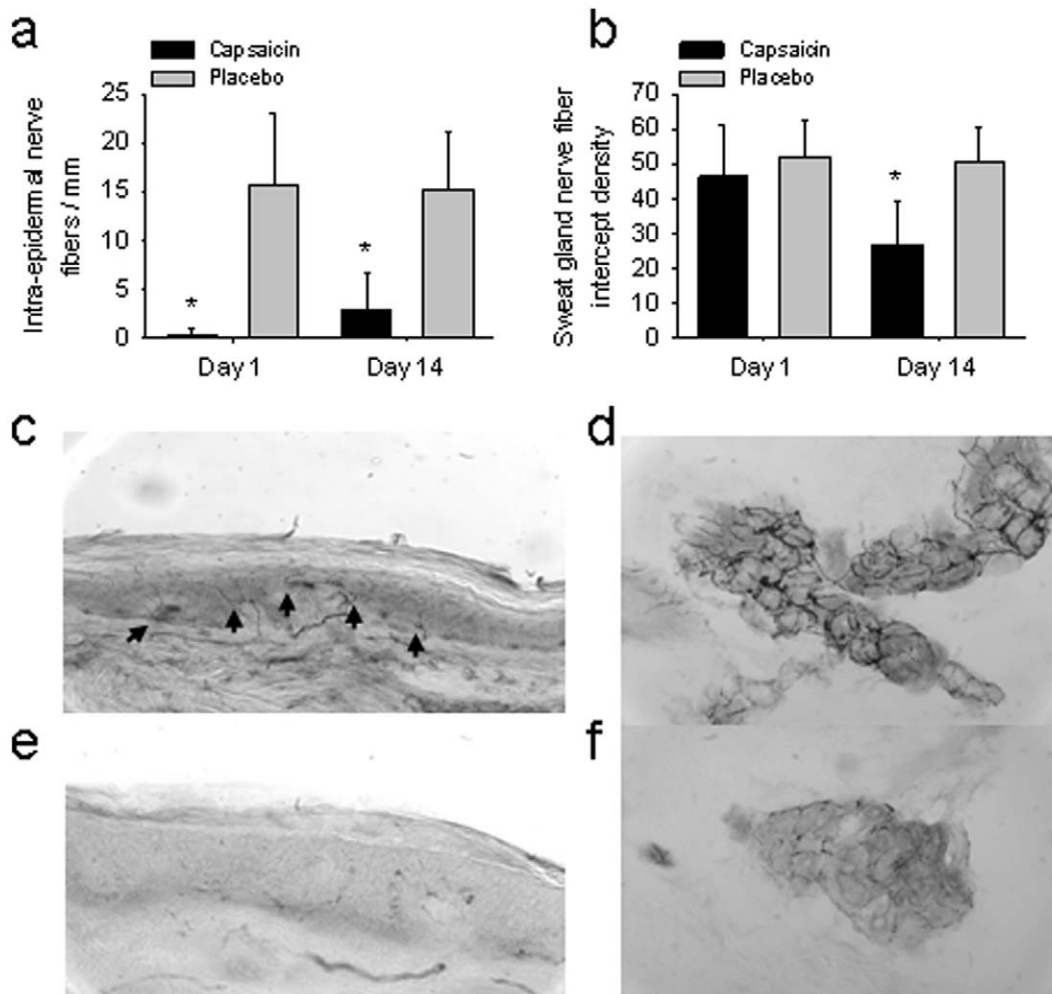 a
Capsaicin
Placebo
Intra-epidermal nerve
fibers / mm
25
20
15
10
5
0
*
*
Day 1
Day 14
b
Capsaicin
Placebo
Sweat gland nerve fiber
intercept density
70
60
50
40
30
20
10
0
*
Day 1
Day 14
c
d
e
f